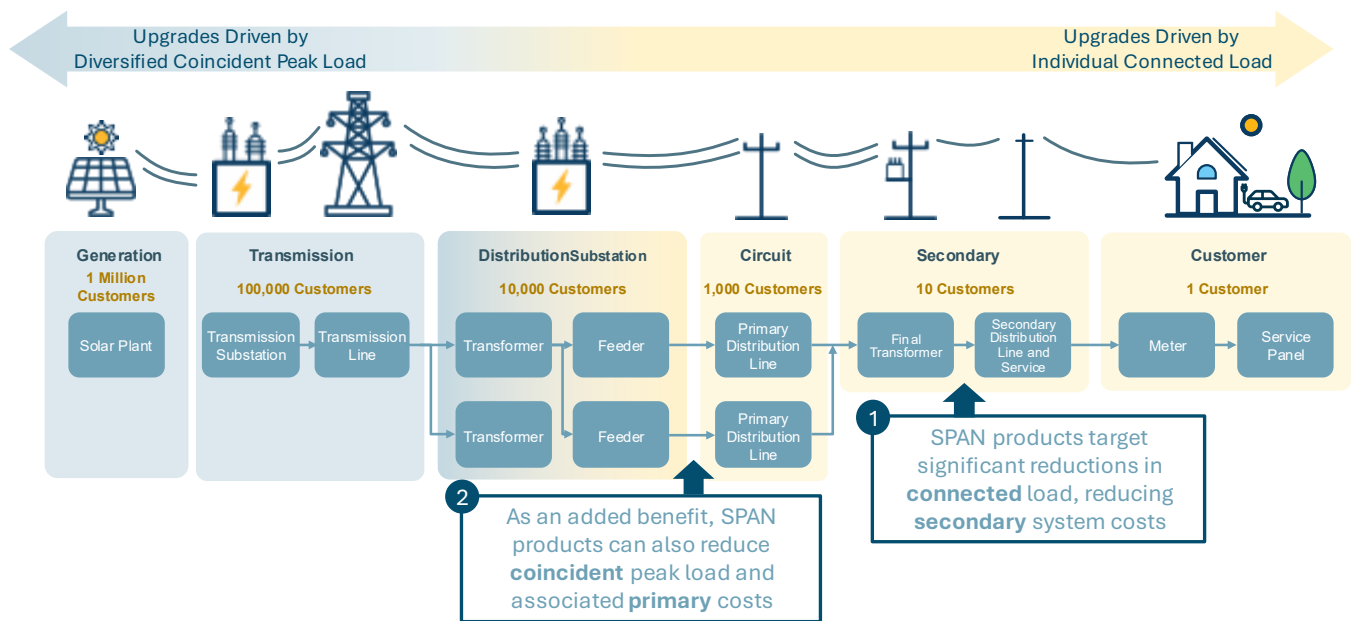 Upgrades Driven by
Diversified Coincident Peak Load
Upgrades Driven by
Individual Connected Load
Generation
1 Million
Customers
Solar Plant
Transmission
100,000 Customers
Transmission
Substation
Transmission
Line
DistributionSubstation
10,000 Customers
Transformer
Feeder
Transformer
Feeder
Circuit
1,000 Customers
Primary
Distribution
Line
Primary
Distribution
Line
Secondary
10 Customers
Final
Transformer
Secondary
Distribution
Line and
Service
Customer
1 Customer
Meter
Service
Panel
1
SPAN products target
significant reductions in
connected load, reducing
secondary system costs
2
As an added benefit, SPAN
products can also reduce
coincident peak load and
associated primary costs